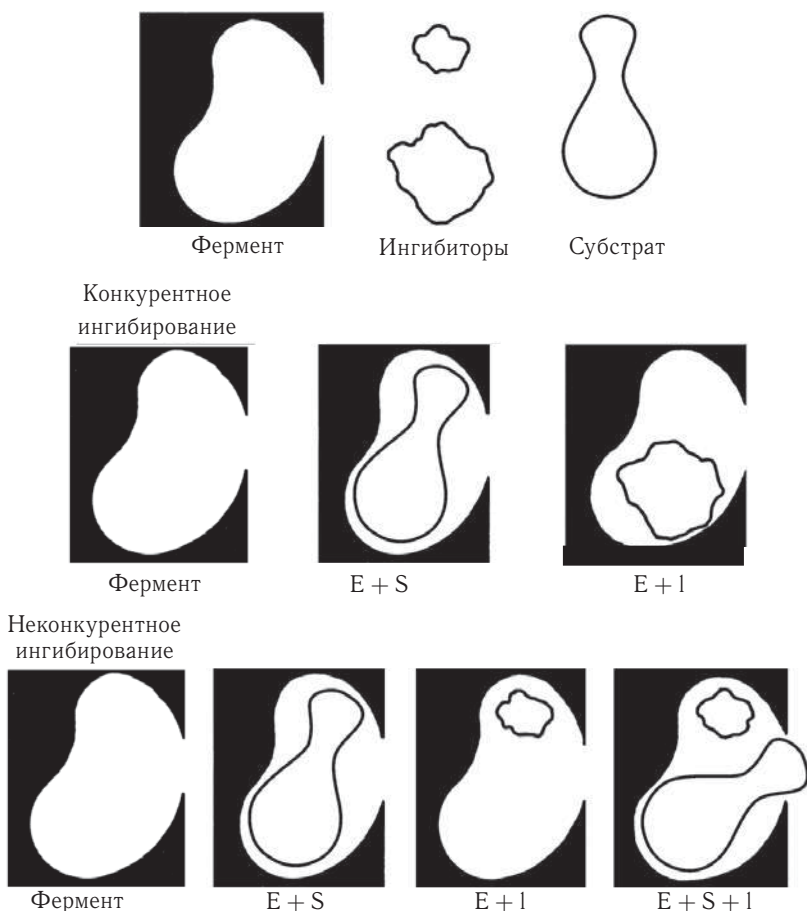 Фермент
Ингибиторы
Субстрат
Конкурентное
ингибирование
Фермент
E + S
E + l
Неконкурентное
ингибирование
Фермент
E + S
E + l
E + S + l